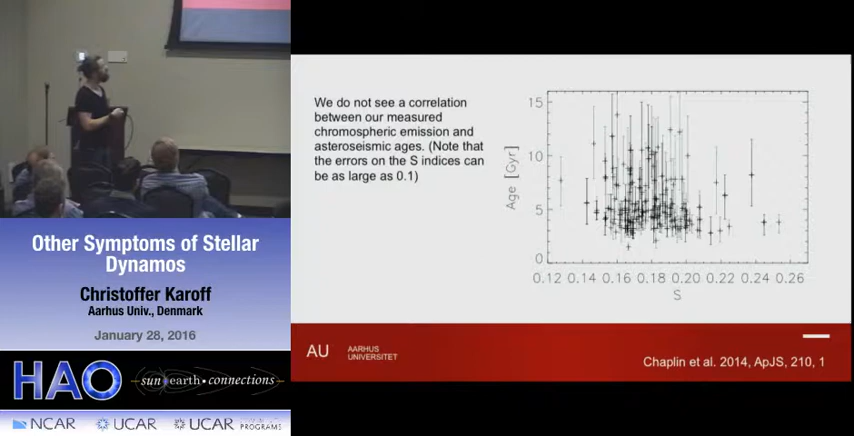 We do not see a correlation
between our measured
chromospheric emission and
asteroseismic ages. (Note that
the errors on the S indices can
be as large as 0.1)
15
10
5
0
Age [Gyr]
0.12 0.14 0.16 0.18 0.20 0.22 0.24 0.26
S
AU
AARHUS
UNIVERSITET
Chaplin et al. 2014, ApJS, 210, 1
Other Symptoms of Stellar
Dynamos
Christoffer Karoff
Aarhus Univ., Denmark
January 28, 2016
HAO
sun earth • connections
NCAR
UCAR
UCAR
PROGRAMS